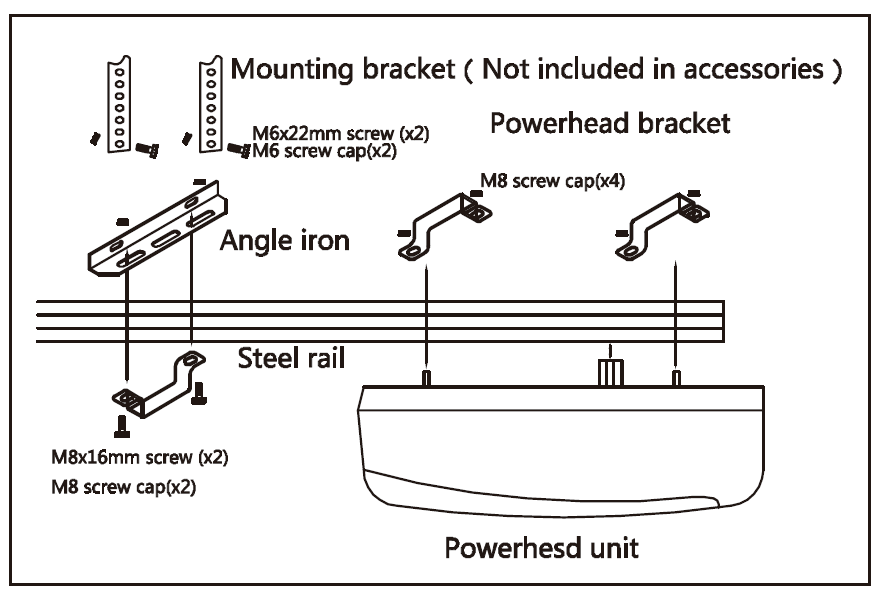 Mounting bracket ( Not included in accessories )
M6x22mm screw (x2)
M6 screw cap(x2)
Powerhead bracket
M8 screw cap(x4)
Angle iron
Steel rail
M8x16mm screw (x2)
M8 screw cap(x2)
Powerhesd unit